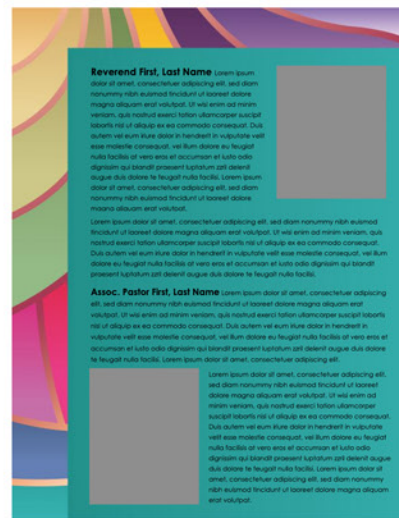 Reverend First, Last Name Lorem ipsum
dolor sit amet, consectetuer adipiscing elit, sed diam
nonummy nibh euismod tincidunt ut laoreet dolore
magna aliquam erat volutpat. Ut wisi enim ad minim
veniam, quis nostrud exerci tation ullamcorper suscipit
lobortis nisl ut aliquip ex ea commodo consequat. Duis
autem vel eum iriure dolor in hendrerit in vulputate velit
esse molestie consequat, vel illum dolore eu feugiat
nulla facilisis at vero eros et accumsan et iusto odio
dignissim qui blandit praesent luptatum zzril delenit
augue duis dolore te feugait nulla facilisi. Lorem ipsum
dolor sit amet, consectetuer adipiscing elit, sed diam
nonummy nibh euismod tincidunt ut laoreet dolore
magna aliquam erat volutpat.
Lorem ipsum dolor sit amet, consectetuer adipiscing elit, sed diam nonummy nibh euismod
tincidunt ut laoreet dolore magna aliquam erat volutpat. Ut wisi enim ad minim veniam, quis
nostrud exerci tation ullamcorper suscipit lobortis nisl ut aliquip ex ea commodo consequat.
Duis autem vel eum iriure dolor in hendrerit in vulputate velit esse molestie consequat, vel illum
dolore eu feugiat nulla facilisis at vero eros et accumsan et iusto odio dignissim qui blandit
praesent luptatum zzril delenit augue duis dolore te feugait nulla facilisi.
Assoc. Pastor First, Last Name Lorem ipsum dolor sit amet, consectetuer adipiscing
elit, sed diam nonummy nibh euismod tincidunt ut laoreet dolore magna aliquam erat
volutpat. Ut wisi enim ad minim veniam, quis nostrud exerci tation ullamcorper suscipit lobortis
nisl ut aliquip ex ea commodo consequat. Duis autem vel eum iriure dolor in hendrerit in
vulputate velit esse molestie consequat, vel illum dolore eu feugiat nulla facilisis at vero eros et
accumsan et iusto odio dignissim qui blandit praesent luptatum zzril delenit augue duis dolore
te feugait nulla facilisi. Lorem ipsum dolor sit amet, consectetuer adipiscing elit.
Lorem ipsum dolor sit amet, consectetuer adipiscing elit,
sed diam nonummy nibh euismod tincidunt ut laoreet
dolore magna aliquam erat volutpat. Ut wisi enim ad
minim veniam, quis nostrud exerci tation ullamcorper
suscipit lobortis nisl ut aliquip ex ea commodo consequat.
Duis autem vel eum iriure dolor in hendrerit in vulputate
velit esse molestie consequat, vel illum dolore eu feugiat
nulla facilisis at vero eros et accumsan et iusto odio
dignissim qui blandit praesent luptatum zzril delenit augue
duis dolore te feugait nulla facilisi. Lorem ipsum dolor sit
amet, consectetuer adipiscing elit, sed diam nonummy
nibh euismod tincidunt ut laoreet dolore magna aliquam
erat volutpat.